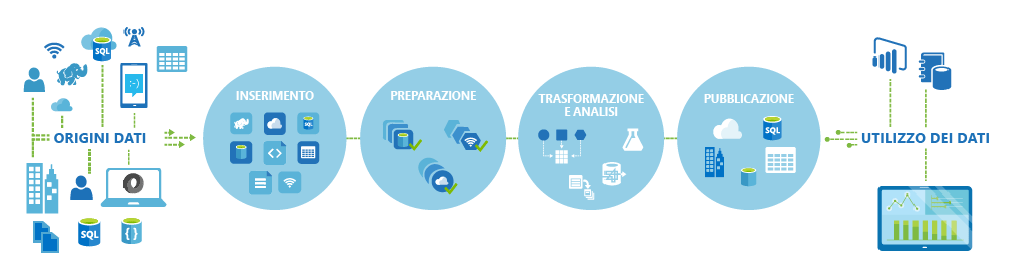 SQL
ORIGINI DATI
SQL
{ }
INSERIMENTO
SQL
PREPARAZIONE
TRASFORMAZIONE
E ANALISI
PUBBLICAZIONE
SQL
UTILIZZO DEI DATI